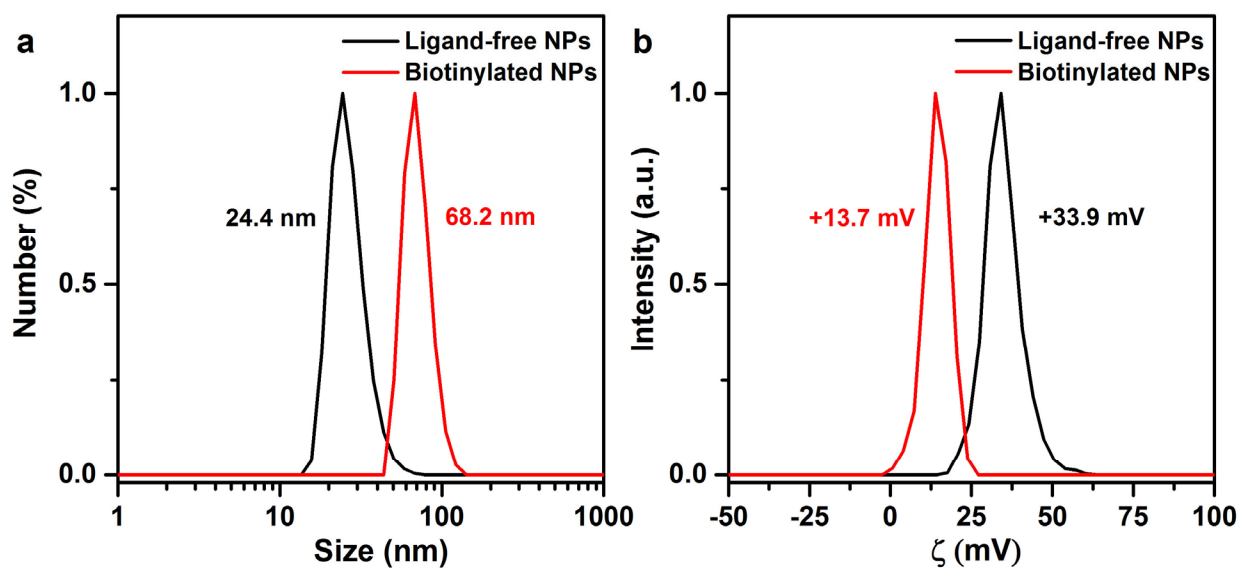 a
Ligand-free NPs
Biotinylated NPs
1.0
0.5
0.0
Number (%)
24.4 nm
68.2 nm
1
10
100
1000
Size (nm)
b
Ligand-free NPs
Biotinylated NPs
1.0
0.5
0.0
Intensity (a.u.)
+13.7 mV
+33.9 mV
-50
-25
0
25
50
75
100
ζ (mV)